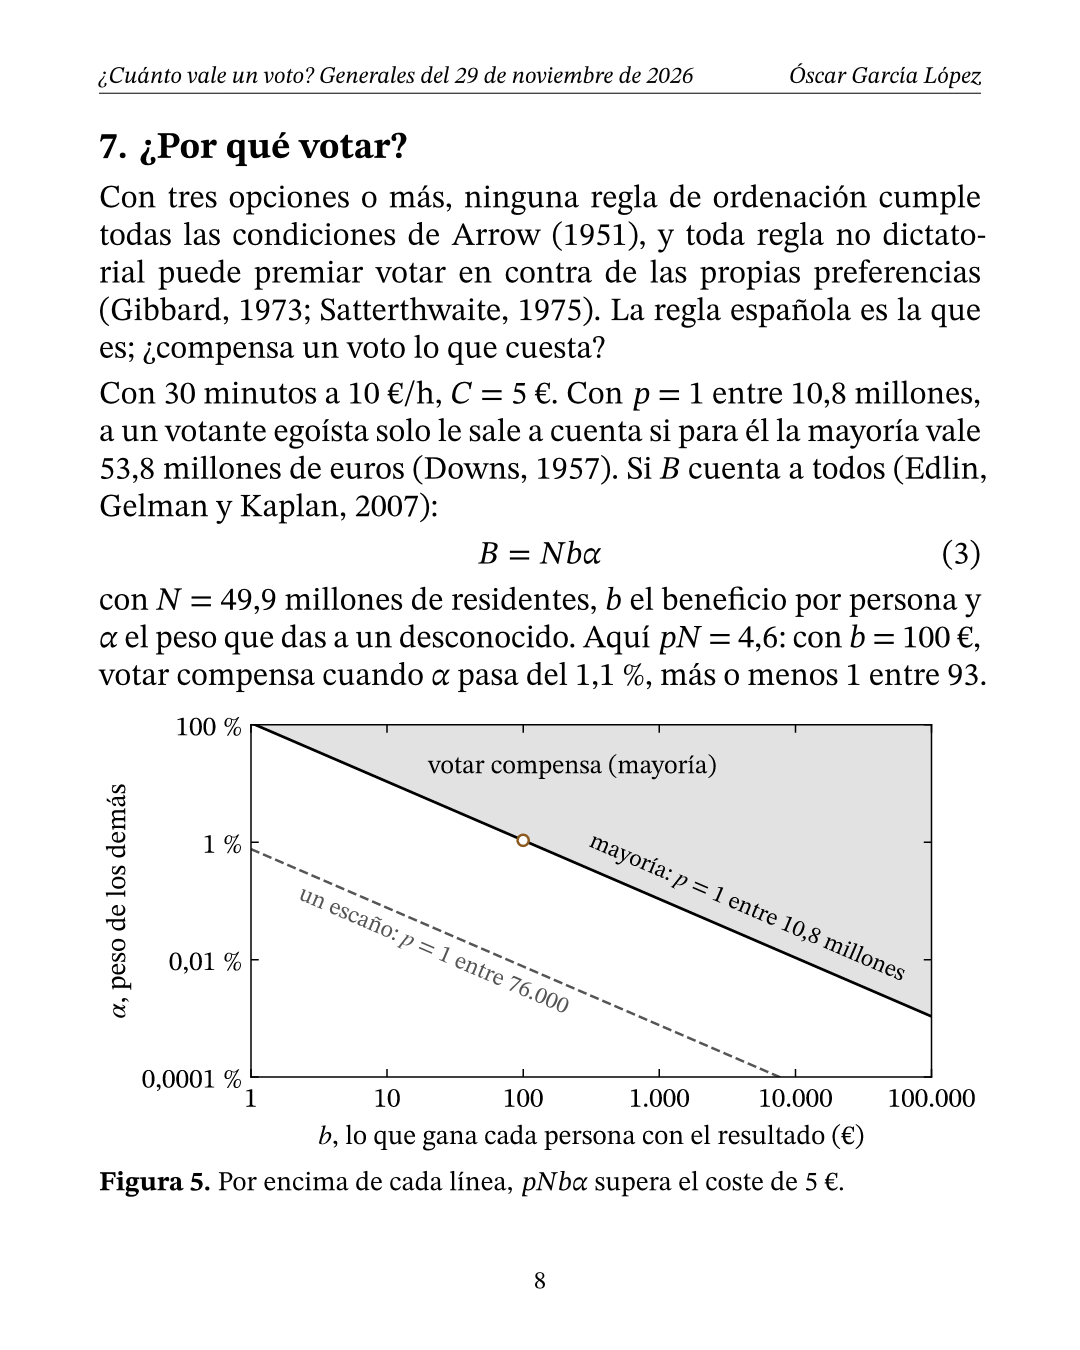 ¿Cuánto vale un voto? Generales del 29 de noviembre de 2026 Óscar García López
7. ¿Por qué votar?
Con tres opciones o más, ninguna regla de ordenación cumple
todas las condiciones de Arrow (1951), y toda regla no dictato-
rial puede premiar votar en contra de las propias preferencias
(Gibbard, 1973; Satterthwaite, 1975). La regla española es la que
es; ¿compensa un voto lo que cuesta?
Con 30 minutos a 10 €/h, C = 5 €. Con p = 1 entre 10,8 millones,
a un votante egoísta solo le sale a cuenta si para él la mayoría vale
53,8 millones de euros (Downs, 1957). Si B cuenta a todos (Edlin,
Gelman y Kaplan, 2007):
B = Nbα (3)
con N = 49,9 millones de residentes, b el beneficio por persona y
α el peso que das a un desconocido. Aquí pN = 4,6: con b = 100 €,
votar compensa cuando α pasa del 1,1 %, más o menos 1 entre 93.
100 %
1 %
0,01 %
0,0001 %
α, peso de los demás
votar compensa (mayoría)
mayoría: p = 1 entre 10,8 millones
un escaño: p = 1 entre 76.000
1 10 100 1.000 10.000 100.000
b, lo que gana cada persona con el resultado (€)
Figura 5. Por encima de cada línea, pNbα supera el coste de 5 €.
8